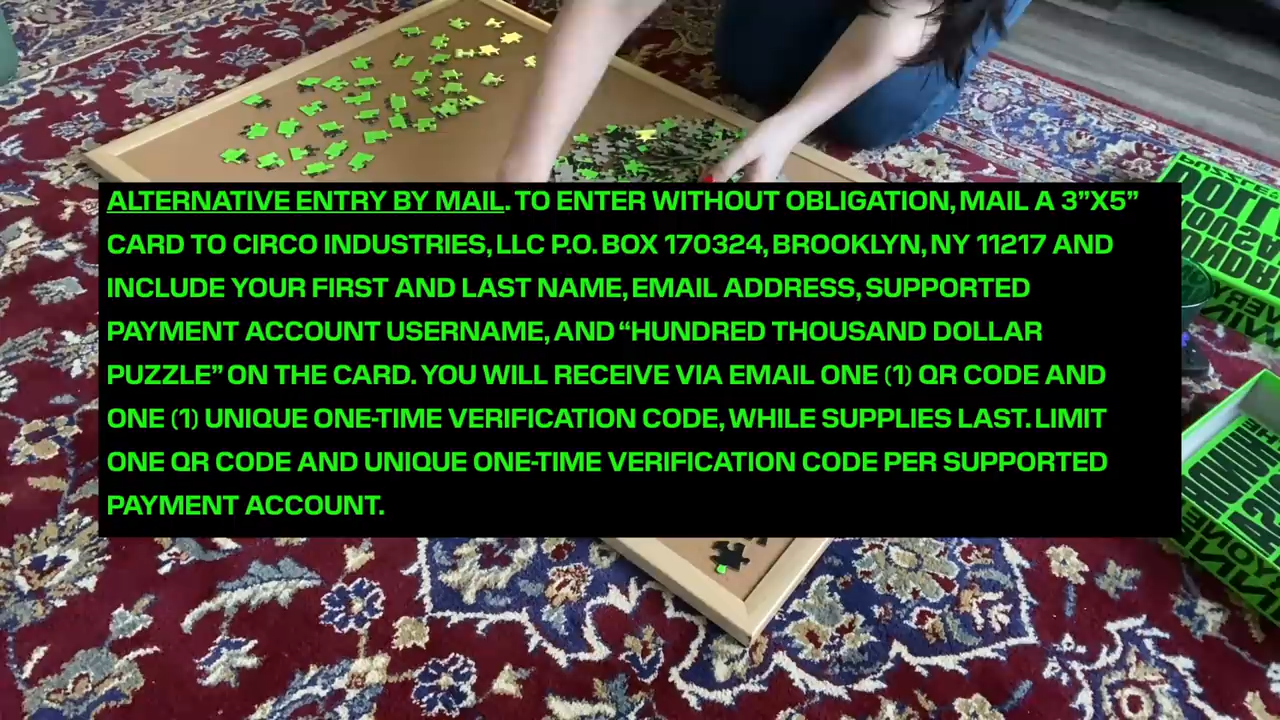 ALTERNATIVE ENTRY BY MAIL. TO ENTER WITHOUT OBLIGATION, MAIL A 3”X5”
CARD TO CIRCO INDUSTRIES, LLC P.O. BOX 170324, BROOKLYN, NY 11217 AND
INCLUDE YOUR FIRST AND LAST NAME, EMAIL ADDRESS, SUPPORTED
PAYMENT ACCOUNT USERNAME, AND “HUNDRED THOUSAND DOLLAR
PUZZLE” ON THE CARD. YOU WILL RECEIVE VIA EMAIL ONE (1) QR CODE AND
ONE (1) UNIQUE ONE-TIME VERIFICATION CODE, WHILE SUPPLIES LAST. LIMIT
ONE QR CODE AND UNIQUE ONE-TIME VERIFICATION CODE PER SUPPORTED
PAYMENT ACCOUNT.